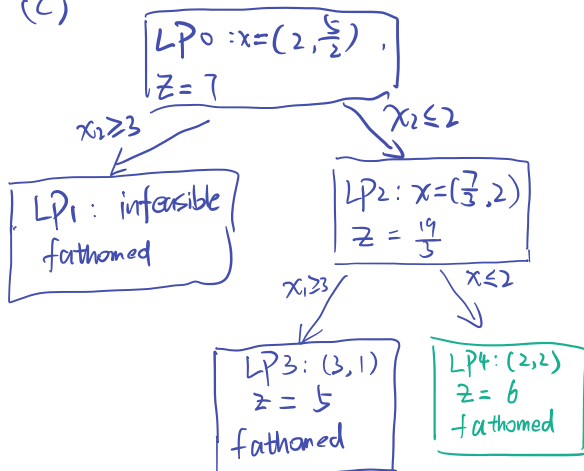 (C)
LP0 : x = (2, 5/2) .
Z = 7
x₂ ≥ 3
x₂ ≤ 2
LP1 : infeasible
fathomed
LP2 : x = (7/3, 2)
Z = 19/3
x₁ ≥ 3
x ≤ 2
LP3 : (3, 1)
Z = 5
fathomed
LP4 : (2, 2)
Z = 6
fathomed